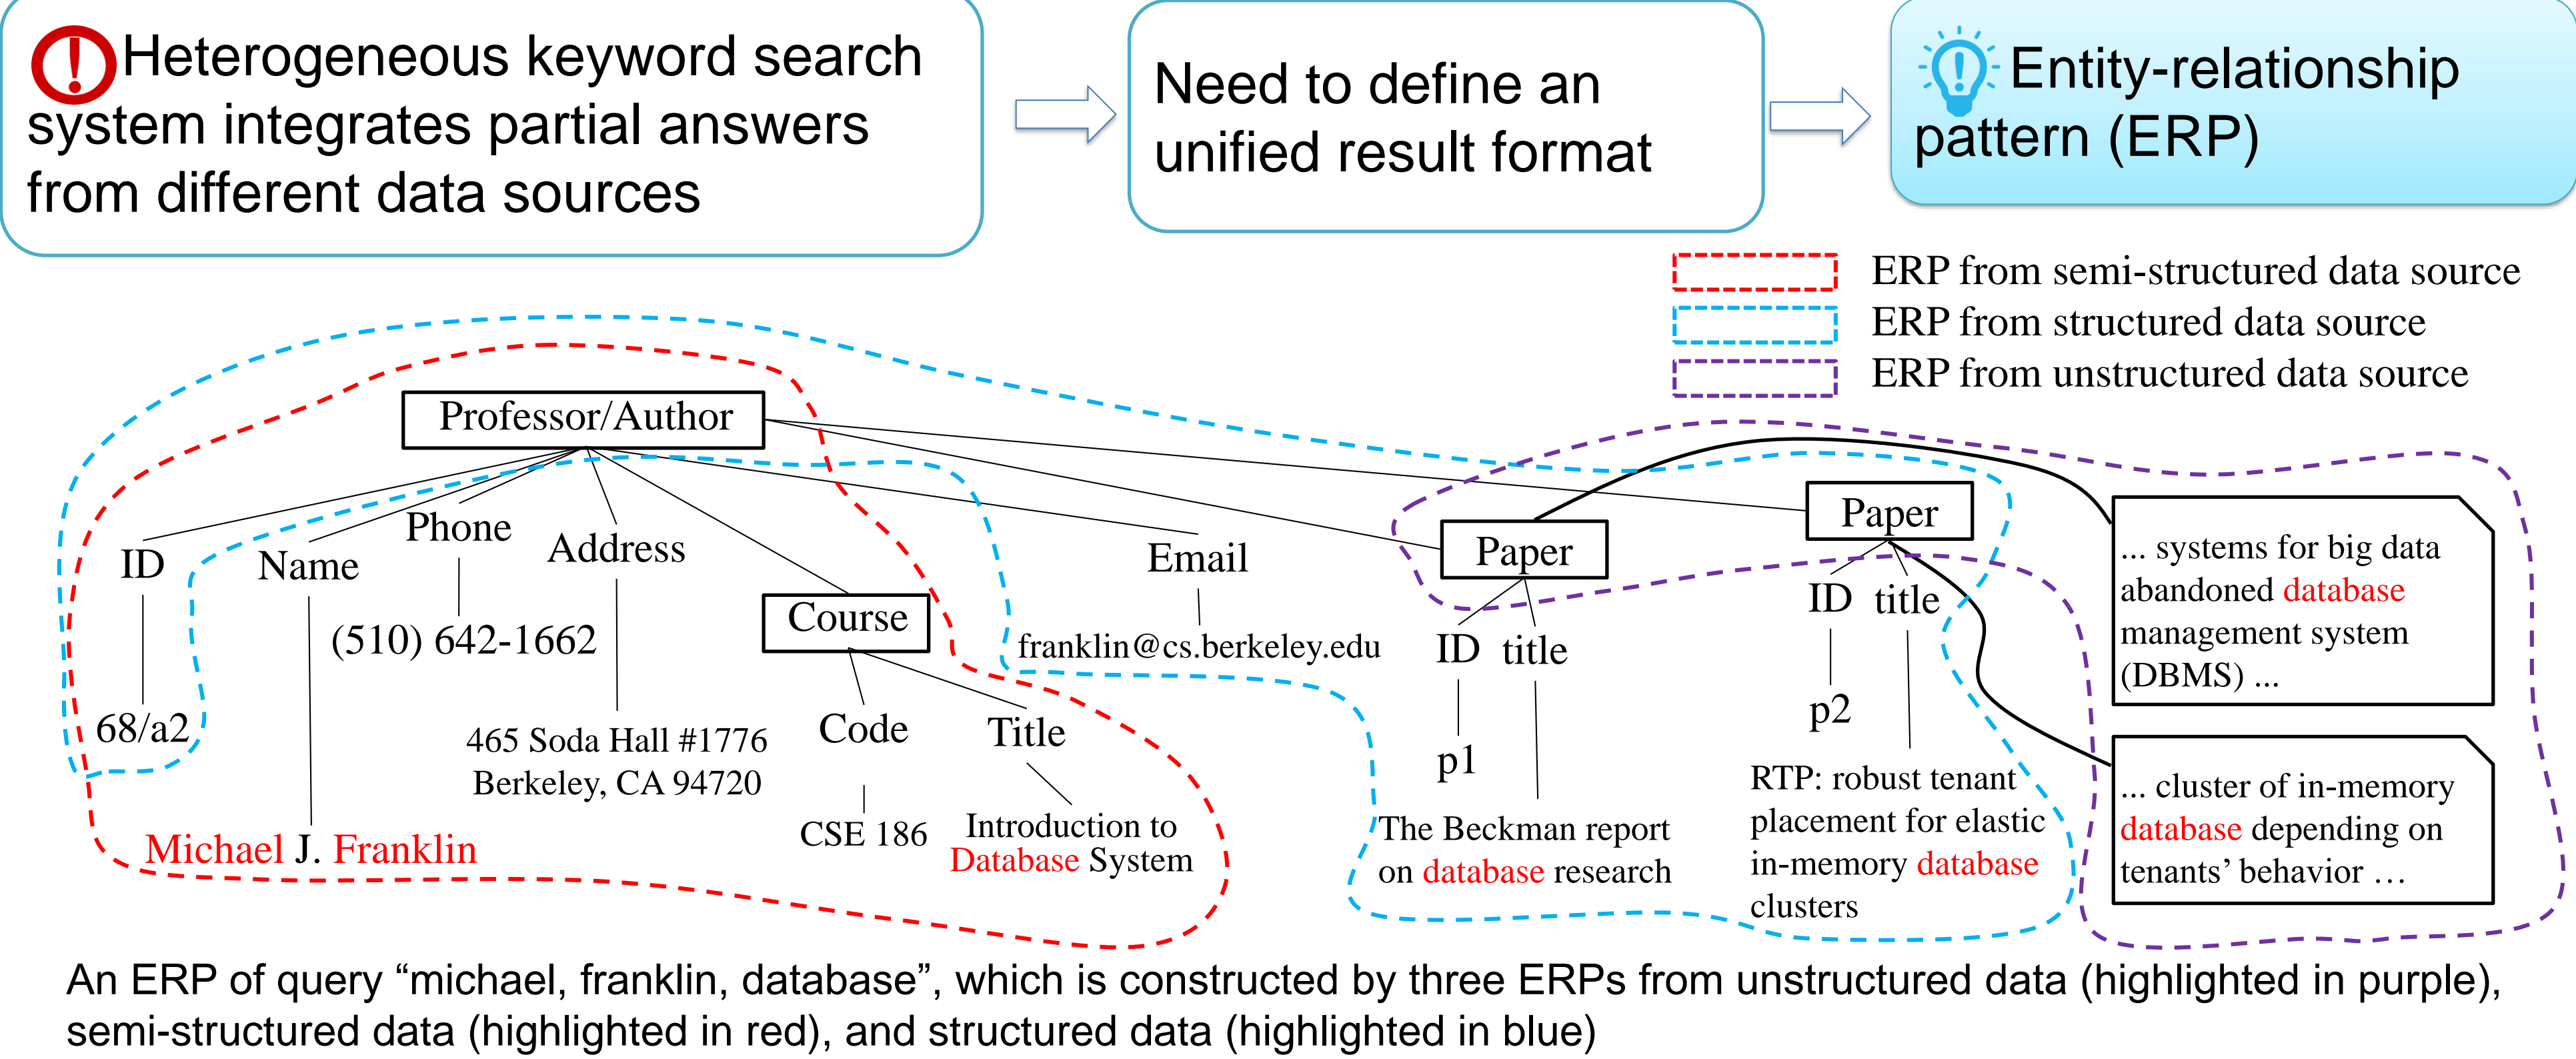 Heterogeneous keyword search
system integrates partial answers
from different data sources
Need to define an
unified result format
Entity-relationship
pattern (ERP)
ERP from semi-structured data source
ERP from structured data source
ERP from unstructured data source
Professor/Author
ID
Name
Phone
Address
Email
Course
68/a2
Michael J. Franklin
(510) 642-1662
465 Soda Hall #1776
Berkeley, CA 94720
Code
CSE 186
Title
Introduction to
Database System
franklin@cs.berkeley.edu
Paper
ID
title
p1
The Beckman report
on database research
Paper
ID
title
p2
RTP: robust tenant
placement for elastic
in-memory database
clusters
... systems for big data
abandoned database
management system
(DBMS) ...
... cluster of in-memory
database depending on
tenants’ behavior …
An ERP of query “michael, franklin, database”, which is constructed by three ERPs from unstructured data (highlighted in purple),
semi-structured data (highlighted in red), and structured data (highlighted in blue)